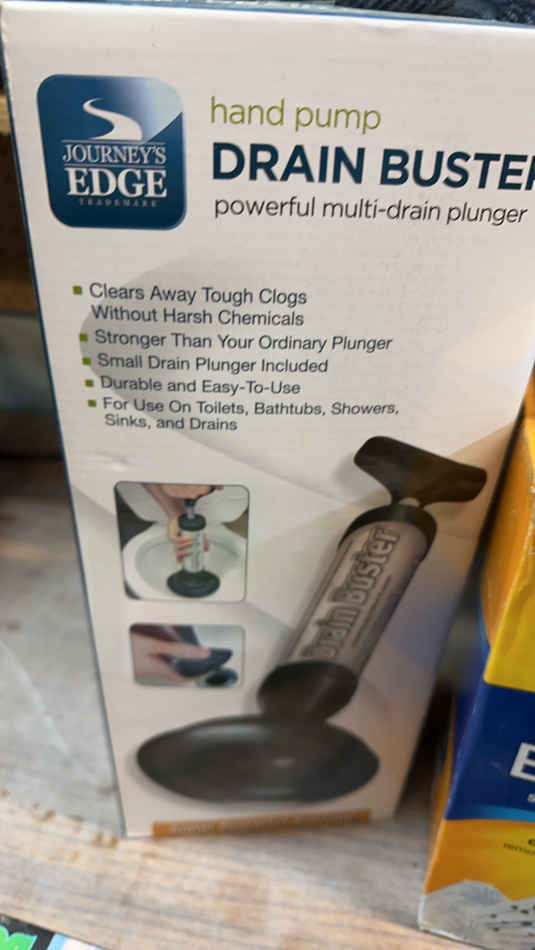 JOURNEY'S
EDGE
TRADEMARK
hand pump
DRAIN BUSTER
powerful multi-drain plunger
Clears Away Tough Clogs
Without Harsh Chemicals
Stronger Than Your Ordinary Plunger
Small Drain Plunger Included
Durable and Easy-To-Use
For Use On Toilets, Bathtubs, Showers,
Sinks, and Drains
Drain Buster